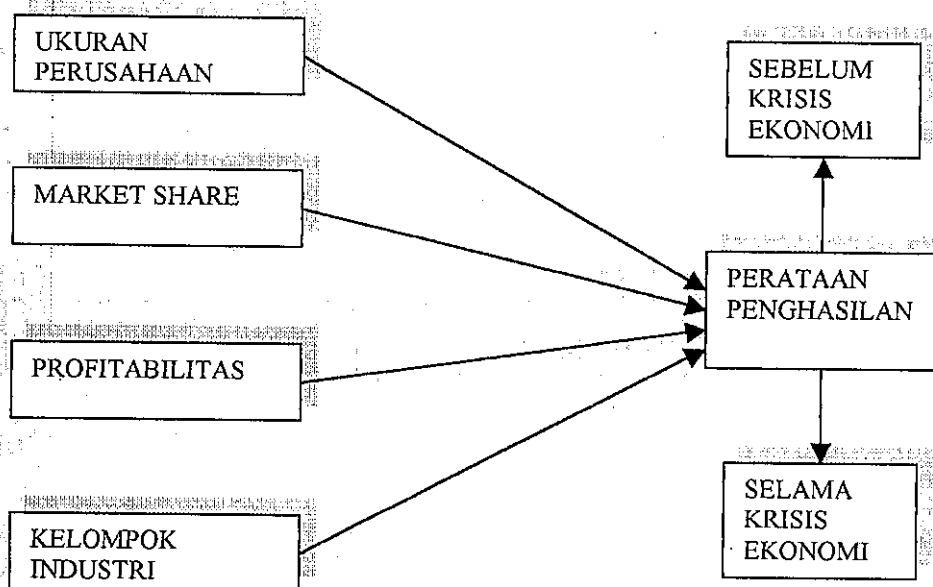 UKURAN
PERUSAHAAN
MARKET SHARE
PROFITABILITAS
KELOMPOK
INDUSTRI
SEBELUM
KRISIS
EKONOMI
PERATAAN
PENGHASILAN
SELAMA
KRISIS
EKONOMI